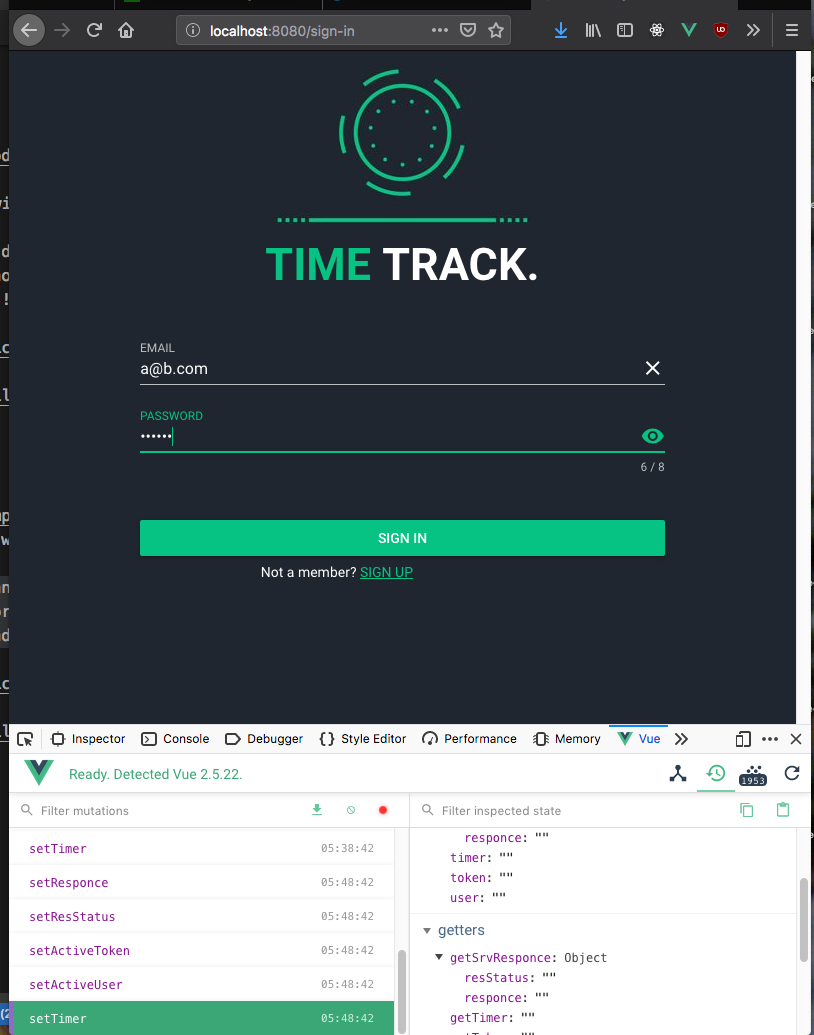 localhost:8080/sign-in
UD
TIME TRACK.
EMAIL
a@b.com
PASSWORD
6 / 8
SIGN IN
Not a member? SIGN UP
Inspector Console Debugger Style Editor Performance Memory Vue
Ready. Detected Vue 2.5.22.
1953
Filter mutations
Filter inspected state
setTimer 05:38:42
setResponce 05:48:42
setResStatus 05:48:42
setActiveToken 05:48:42
setActiveUser 05:48:42
setTimer 05:48:42
responce: ""
timer: ""
token: ""
user: ""
getters
getSrvResponce: Object
resStatus: ""
responce: ""
getTimer: ""